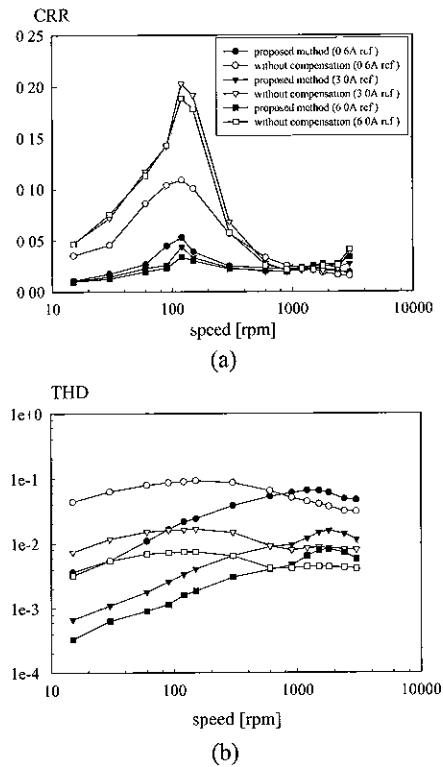 CRR
0 25
0 20
0 15
0 10
0 05
0 00
proposed method (0 6A ref)
without compensation (0 6A ref)
proposed method (3 0A ref)
without compensation (3 0A ref)
proposed method (6 0A ref)
without compensation (6 0A ref)
10 100 1000 10000
speed [rpm]
(a)
THD
1e+0
1e-1
1e-2
1e-3
1e-4
10 100 1000 10000
speed [rpm]
(b)